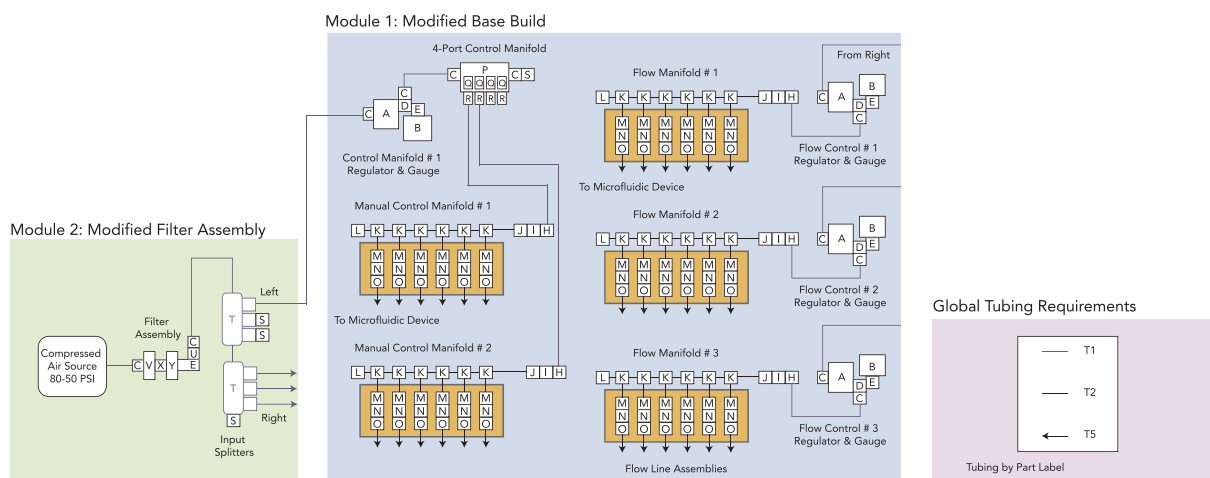 Module 1: Modified Base Build
4-Port Control Manifold
C P C S
Q Q Q Q
R R R R
C
C A D E
B
Control Manifold # 1
Regulator & Gauge
Manual Control Manifold # 1
L K K K K K K J I H
M M M M M M
N N N N N N
O O O O O O
To Microfluidic Device
Manual Control Manifold # 2
L K K K K K K J I H
M M M M M M
N N N N N N
O O O O O O
Flow Manifold # 1
L K K K K K K J I H
M M M M M M
N N N N N N
O O O O O O
To Microfluidic Device
From Right
C A B
D E
C
Flow Control # 1
Regulator & Gauge
Flow Manifold # 2
L K K K K K K J I H
M M M M M M
N N N N N N
O O O O O O
C A B
D E
C
Flow Control # 2
Regulator & Gauge
Flow Manifold # 3
L K K K K K K J I H
M M M M M M
N N N N N N
O O O O O O
C A B
D E
C
Flow Control # 3
Regulator & Gauge
Flow Line Assemblies
Module 2: Modified Filter Assembly
Compressed
Air Source
80-50 PSI
Filter
Assembly
C V X Y
C
U
E
T
Left
S
S
T
Right
S
Input
Splitters
Global Tubing Requirements
T1
T2
T5
Tubing by Part Label